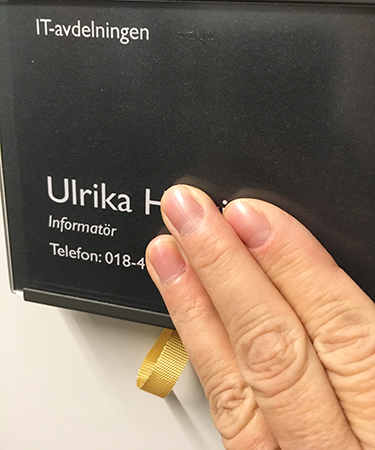 IT-avdelningen
Ulrika H
Informatör
Telefon: 018-4